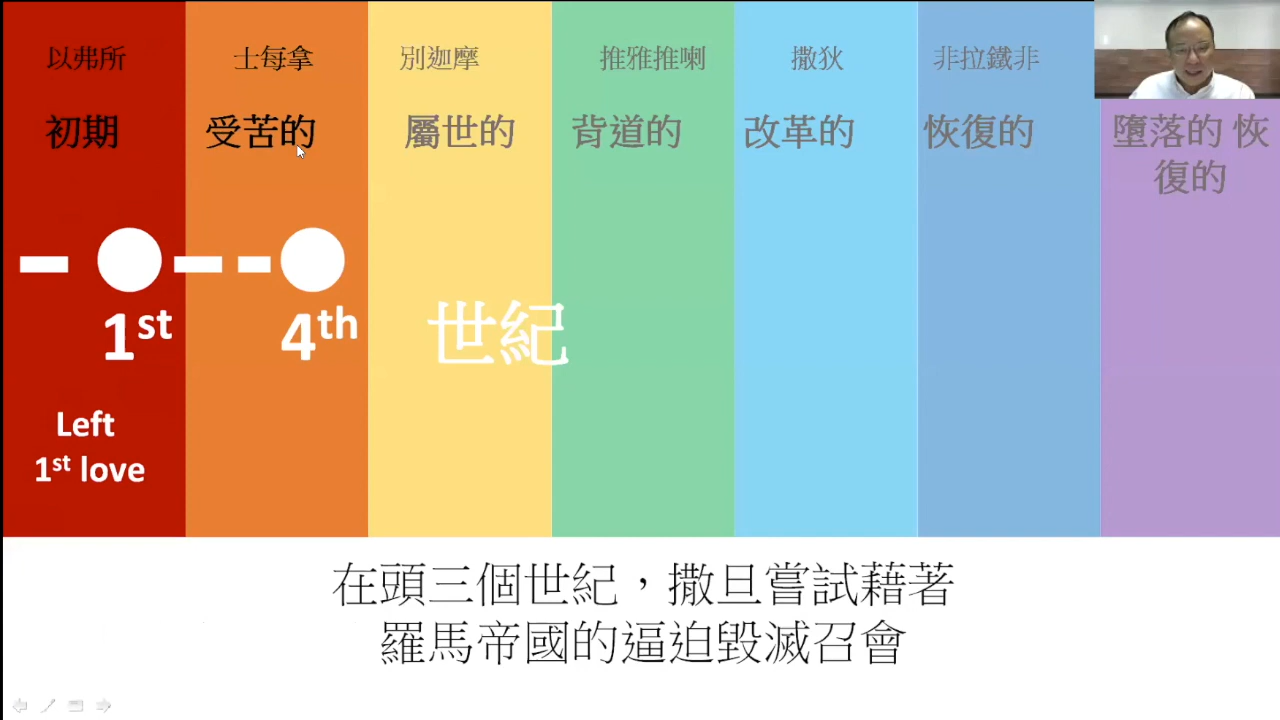 以弗所
士每拿
別迦摩
推雅推喇
撒狄
非拉鐵非
初期
受苦的
屬世的
背道的
改革的
恢復的
墮落的 恢
復的
1st
4th
世紀
Left
1st love
在頭三個世紀，撒旦嘗試藉著
羅馬帝國的逼迫毀滅召會